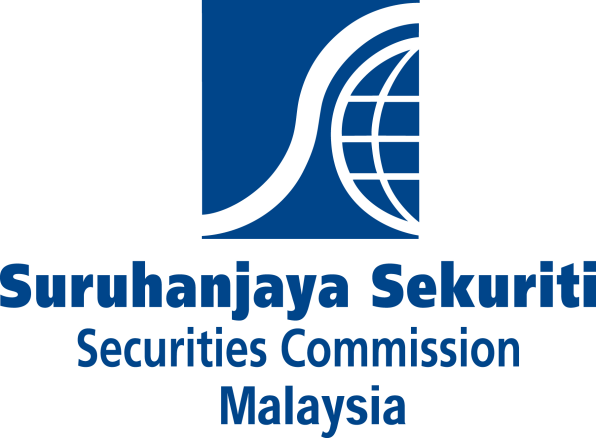 Suruhanjaya Sekuriti
Securities Commission
Malaysia